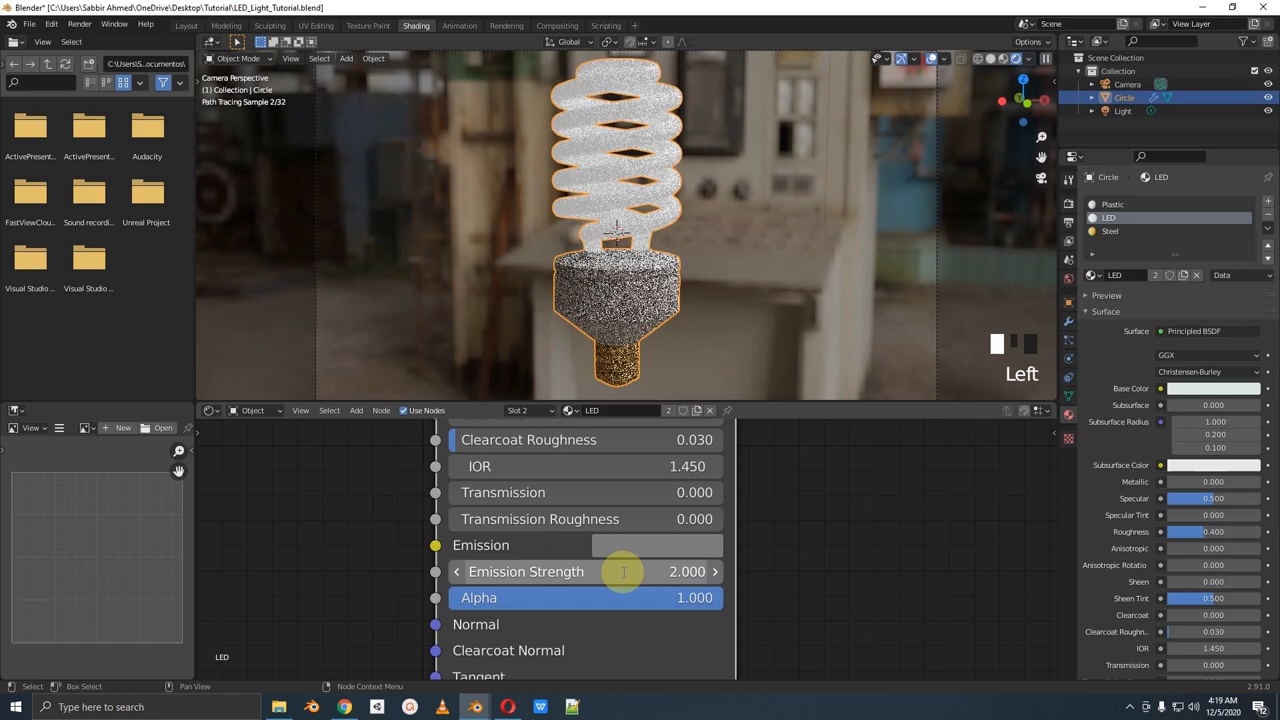 Blender* [C:\Users\Sabbir Ahmed\OneDrive\Desktop\Tutorial\LED_Light_Tutorial.blend]
File Edit Render Window Help Layout Modeling Sculpting UV Editing Texture Paint Shading Animation Rendering Compositing Scripting Scene View Layer
View Select Global Options
C:\Users\S...ocumentos\
Object Mode View Select Add Object
Camera Perspective
(1) Collection | Circle
Path Tracing Sample 2/32
Scene Collection
Collection
Camera
Circle
Light
ActivePresent... ActivePresent... Audacity
FastViewClou... Sound recordi... Unreal Project
Visual Studio ... Visual Studio ...
Circle LED
Plastic
LED
Steel
LED 2 Data
Preview
Surface
Surface Principled BSDF
GGX
Christensen-Burley
Base Color
Subsurface 0.000
Subsurface Radius 1.000
0.200
0.100
Subsurface Color
Metallic 0.000
Specular 0.500
Specular Tint 0.000
Roughness 0.400
Anisotropic 0.000
Anisotropic Rotatio 0.000
Sheen 0.000
Sheen Tint 0.500
Clearcoat 0.000
Clearcoat Roughn... 0.030
IOR 1.450
Transmission 0.000
Left
Object View Select Add Node Use Nodes Slot 2 LED 2
View New Open
Clearcoat Roughness 0.030
IOR 1.450
Transmission 0.000
Transmission Roughness 0.000
Emission
Emission Strength 2.000
Alpha 1.000
Normal
Clearcoat Normal
Tangent
LED
Select Box Select Pan View Node Context Menu 2.91.0
Type here to search
4:19 AM
12/5/2020
12